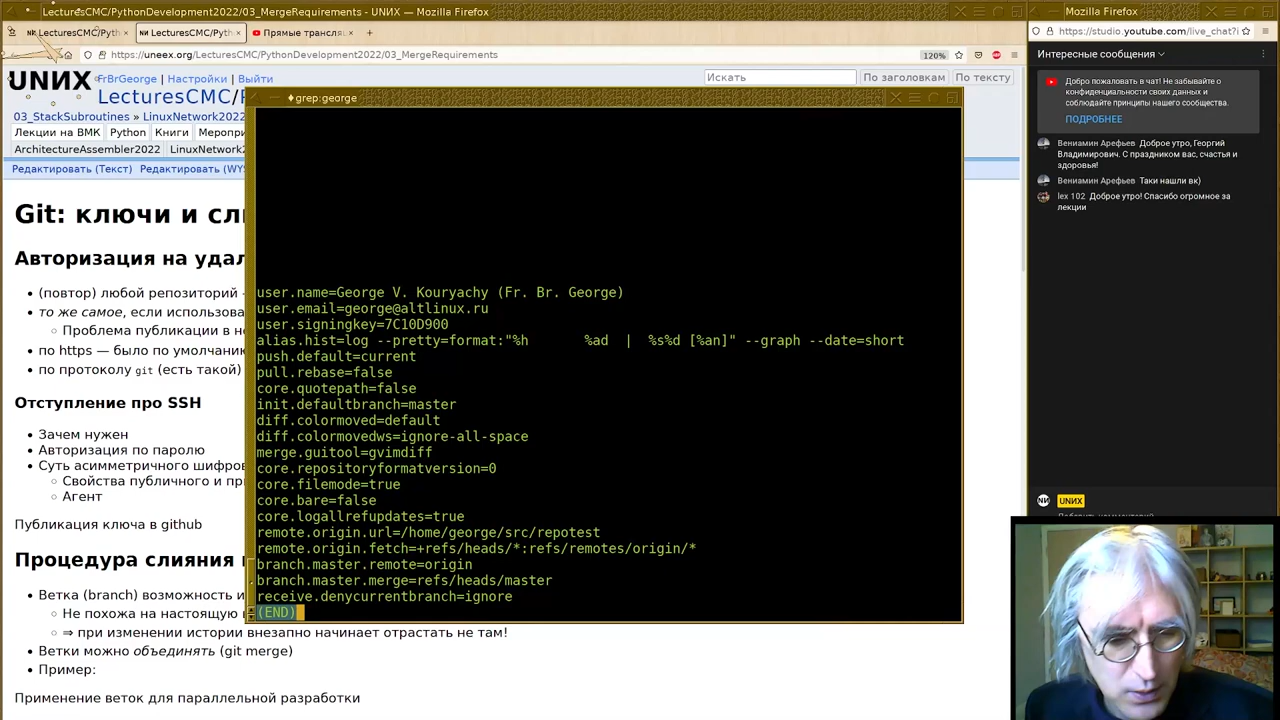 LecturesCMC/PythonDevelopment2022/03_MergeRequirements - UNИX — Mozilla Firefox
LecturesCMC/Pyth
LecturesCMC/Pyth
Прямые трансляц
https://uneex.org/LecturesCMC/PythonDevelopment2022/03_MergeRequirements
120%
UNИX
FrBrGeorge | Настройки | Выйти
Искать
По заголовкам
По тексту
LecturesCMC/P
03_StackSubroutines » LinuxNetwork2022
Лекции на ВМК
Python
Книги
Меропри
ArchitectureAssembler2022
LinuxNetwork202
Редактировать (Текст)
Редактировать (WYS
Git: ключи и сл
Авторизация на удал
(повтор) любой репозиторий
то же самое, если использова
Проблема публикации в н
по https — было по умолчани
по протоколу git (есть такой)
Отступление про SSH
Зачем нужен
Авторизация по паролю
Суть асимметричного шифров
Свойства публичного и пр
Агент
Публикация ключа в github
Процедура слияния
Ветка (branch) возможность и
Не похожа на настоящую
⇒ при изменении истории внезапно начинает отрастать не там!
Ветки можно объединять (git merge)
Пример:
Применение веток для параллельной разработки
grep:george
user.name=George V. Kouryachy (Fr. Br. George)
user.email=george@altlinux.ru
user.signingkey=7C10D900
alias.hist=log --pretty=format:"%h       %ad  |  %s%d [%an]" --graph --date=short
push.default=current
pull.rebase=false
core.quotepath=false
init.defaultbranch=master
diff.colormoved=default
diff.colormovedws=ignore-all-space
merge.guitool=gvimdiff
core.repositoryformatversion=0
core.filemode=true
core.bare=false
core.logallrefupdates=true
remote.origin.url=/home/george/src/repotest
remote.origin.fetch=+refs/heads/*:refs/remotes/origin/*
branch.master.remote=origin
branch.master.merge=refs/heads/master
receive.denycurrentbranch=ignore
(END)
Mozilla Firefox
https://studio.youtube.com/live_chat?i
Интересные сообщения
Добро пожаловать в чат! Не забывайте о
конфиденциальности своих данных и
соблюдайте принципы нашего сообщества.
ПОДРОБНЕЕ
Вениамин Арефьев Доброе утро, Георгий
Владимирович. С праздником вас, счастья и
здоровья!
Вениамин Арефьев Таки нашли вк)
lex 102 Доброе утро! Спасибо огромное за
лекции
UNИX